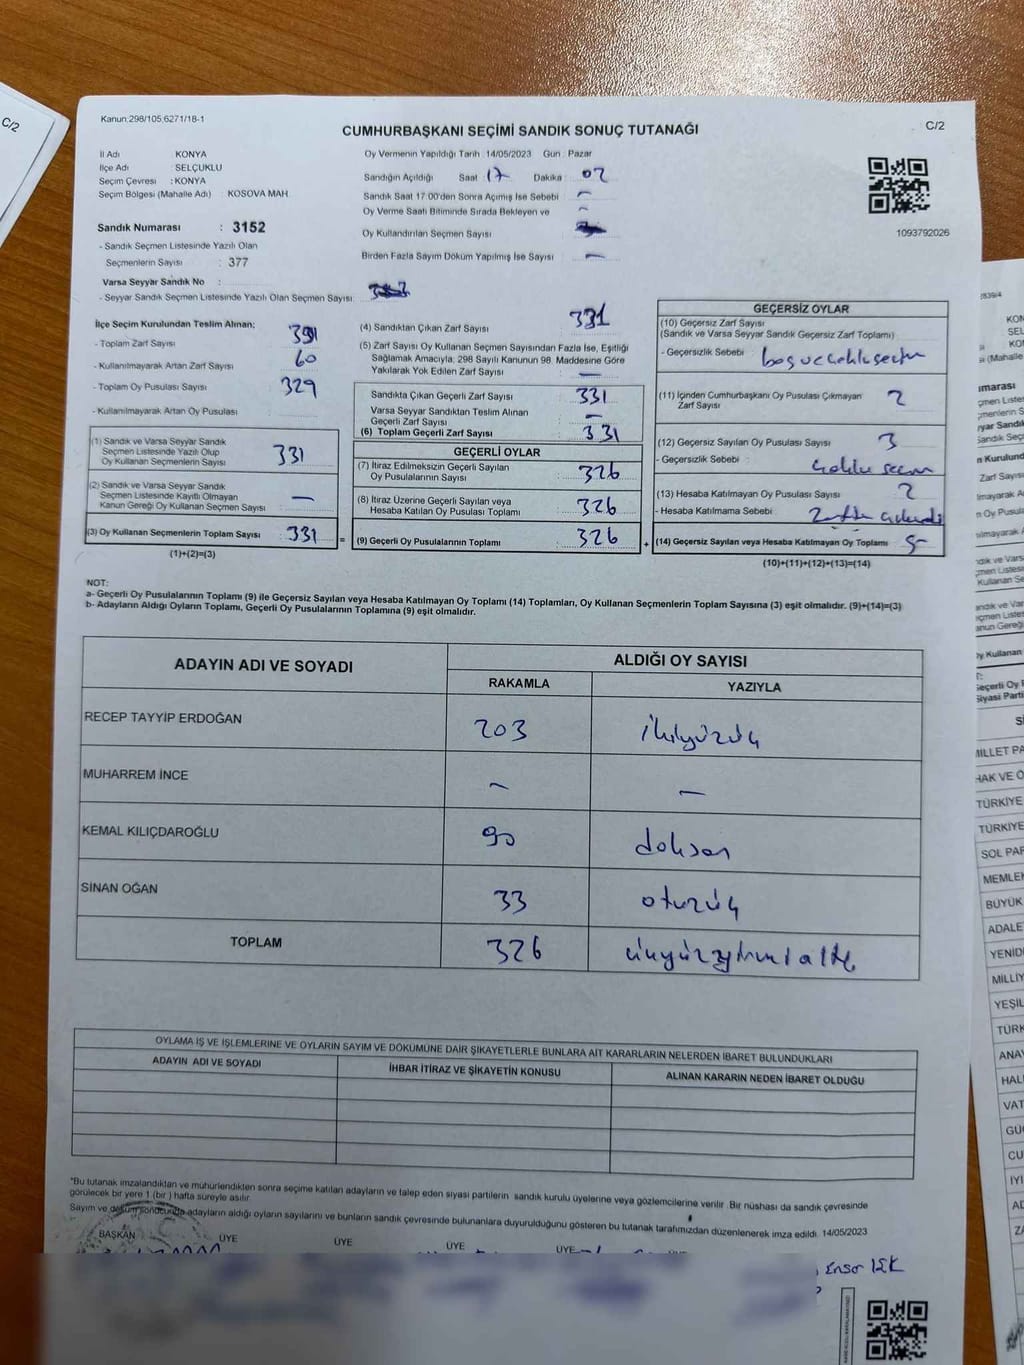 C/2
Kanun:298/105,6271/18-1
CUMHURBAŞKANI SEÇİMİ SANDIK SONUÇ TUTANAĞI
C/2
İl Adı KONYA
İlçe Adı : SELÇUKLU
Seçim Çevresi : KONYA
Seçim Bölgesi (Mahalle Adı) : KOSOVA MAH.
Sandık Numarası : 3152
- Sandık Seçmen Listesinde Yazılı Olan
Seçmenlerin Sayısı : 377
Varsa Seyyar Sandık No :
- Seyyar Sandık Seçmen Listesinde Yazılı Olan Seçmen Sayısı:
Oy Vermenin Yapıldığı Tarih : 14/05/2023 Gün : Pazar
Sandığın Açıldığı Saat : 17 Dakika : 02
Sandık Saat 17.00'den Sonra Açılmış İse Sebebi : -
Oy Verme Saati Bitiminde Sırada Bekleyen ve -
Oy Kullandırılan Seçmen Sayısı :
Birden Fazla Sayım Döküm Yapılmış İse Sayısı : -
1093792026
İlçe Seçim Kurulundan Teslim Alınan;
- Toplam Zarf Sayısı : 391
- Kullanılmayarak Artan Zarf Sayısı : 60
- Toplam Oy Pusulası Sayısı : 329
- Kullanılmayarak Artan Oy Pusulası :
(1) Sandık ve Varsa Seyyar Sandık
Seçmen Listesinde Yazılı Olup
Oy Kullanan Seçmenlerin Sayısı : 331
(2) Sandık ve Varsa Seyyar Sandık
Seçmen Listesinde Kayıtlı Olmayan
Kanun Gereği Oy Kullanan Seçmen Sayısı : -
(3) Oy Kullanan Seçmenlerin Toplam Sayısı : 331
(1)+(2)=(3)
=
(4) Sandıktan Çıkan Zarf Sayısı : 331
(5) Zarf Sayısı Oy Kullanan Seçmen Sayısından Fazla İse, Eşitliği
Sağlamak Amacıyla; 298 Sayılı Kanunun 98. Maddesine Göre
Yakılarak Yok Edilen Zarf Sayısı : -
Sandıkta Çıkan Geçerli Zarf Sayısı : 331
Varsa Seyyar Sandıktan Teslim Alınan
Geçerli Zarf Sayısı : -
(6) Toplam Geçerli Zarf Sayısı : 331
GEÇERLİ OYLAR
(7) İtiraz Edilmeksizin Geçerli Sayılan
Oy Pusulalarının Sayısı : 326
(8) İtiraz Üzerine Geçerli Sayılan veya
Hesaba Katılan Oy Pusulası Toplamı : 326
(9) Geçerli Oy Pusulalarının Toplamı : 326
+
GEÇERSİZ OYLAR
(10) Geçersiz Zarf Sayısı
(Sandık ve Varsa Seyyar Sandık Geçersiz Zarf Toplamı) :
- Geçersizlik Sebebi :
(11) İçinden Cumhurbaşkanı Oy Pusulası Çıkmayan
Zarf Sayısı : 2
(12) Geçersiz Sayılan Oy Pusulası Sayısı : 3
- Geçersizlik Sebebi :
(13) Hesaba Katılmayan Oy Pusulası Sayısı : 2
- Hesaba Katılmama Sebebi :
(14) Geçersiz Sayılan veya Hesaba Katılmayan Oy Toplamı : 5
(10)+(11)+(12)+(13)=(14)
NOT:
a- Geçerli Oy Pusulalarının Toplamı (9) ile Geçersiz Sayılan veya Hesaba Katılmayan Oy Toplamı (14) Toplamları, Oy Kullanan Seçmenlerin Toplam Sayısına (3) eşit olmalıdır. (9)+(14)=(3)
b- Adayların Aldığı Oyların Toplamı, Geçerli Oy Pusulalarının Toplamına (9) eşit olmalıdır.
ADAYIN ADI VE SOYADI ALDIĞI OY SAYISI
RAKAMLA YAZIYLA
RECEP TAYYİP ERDOĞAN 203 ikiyüzüç
MUHARREM İNCE - -
KEMAL KILIÇDAROĞLU 90 doksan
SİNAN OĞAN 33 otuzüç
TOPLAM 326 üçyüzyirmialtı
OYLAMA İŞ VE İŞLEMLERİNE VE OYLARIN SAYIM VE DÖKÜMÜNE DAİR ŞİKAYETLERLE BUNLARA AİT KARARLARIN NELERDEN İBARET BULUNDUKLARI
ADAYIN ADI VE SOYADI İHBAR İTİRAZ VE ŞİKAYETİN KONUSU ALINAN KARARIN NEDEN İBARET OLDUĞU
*Bu tutanak imzalandıktan ve mühürlendikten sonra seçime katılan adayların ve talep eden siyasi partilerin sandık kurulu üyelerine veya gözlemcilerine verilir. Bir nüshası da sandık çevresinde
görülecek bir yere 1 (bir) hafta süreyle asılır.
Sayım ve döküm sonucunda adayların aldığı oyların sayılarını ve bunların sandık çevresinde bulunanlara duyurulduğunu gösteren bu tutanak tarafımızdan düzenlenerek imza edildi. 14/05/2023
BAŞKAN ÜYE ÜYE ÜYE ÜYE ÜYE